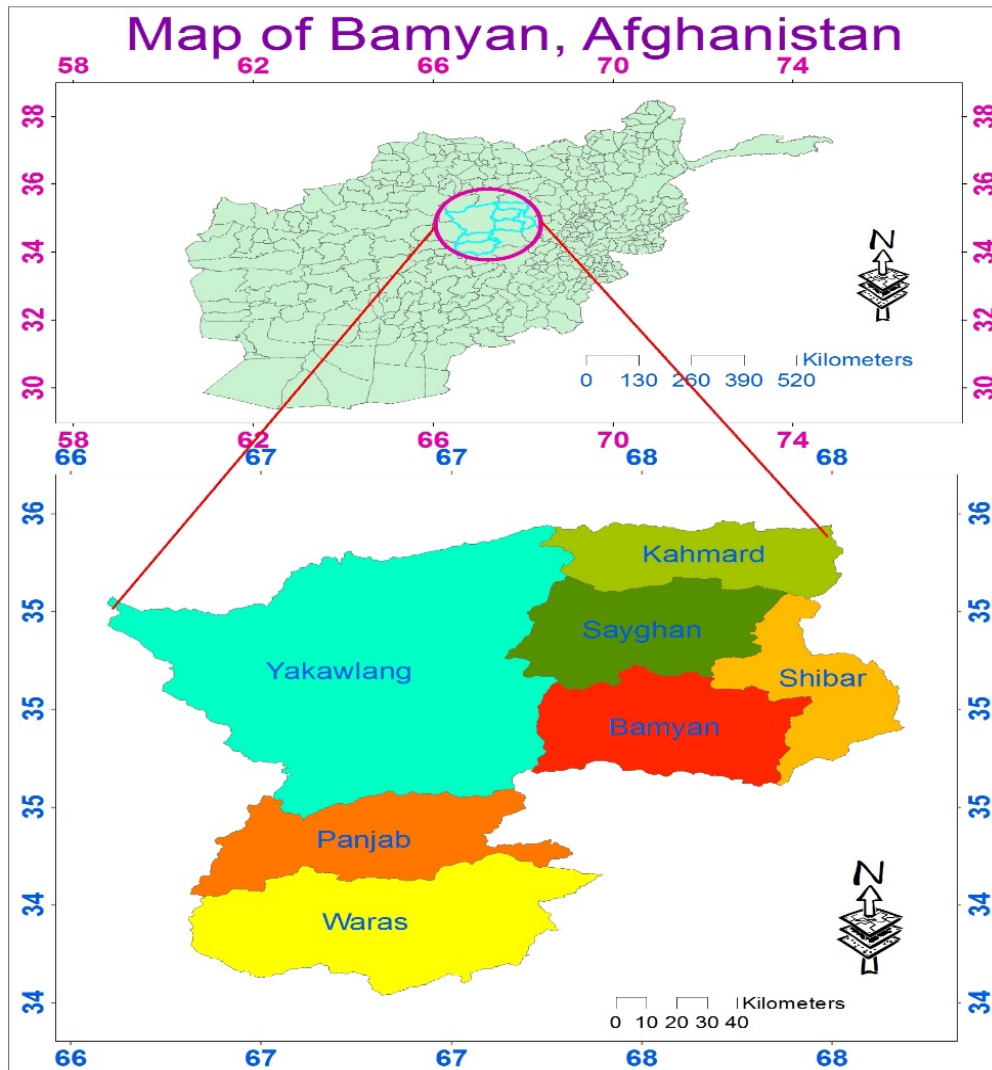 Map of Bamyan, Afghanistan
58 62 66 70 74
38 38
36 36
N
34 34
32 32
Kilometers
30 30
0 130 260 390 520
58 62 66 70 74
66 67 67 68 68
36 36
Kahmard
35 35
Sayghan
Yakawlang
Shibar
35 35
Bamyan
35 35
Panjab
N
34 34
Waras
34 34
Kilometers
0 10 20 30 40
66 67 67 68 68